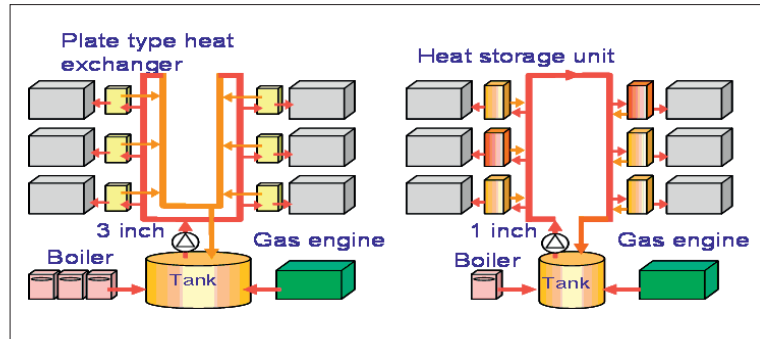 Plate type heat
exchanger
3 inch
Boiler
Gas engine
Tank
Heat storage unit
1 inch
Boiler
Gas engine
Tank